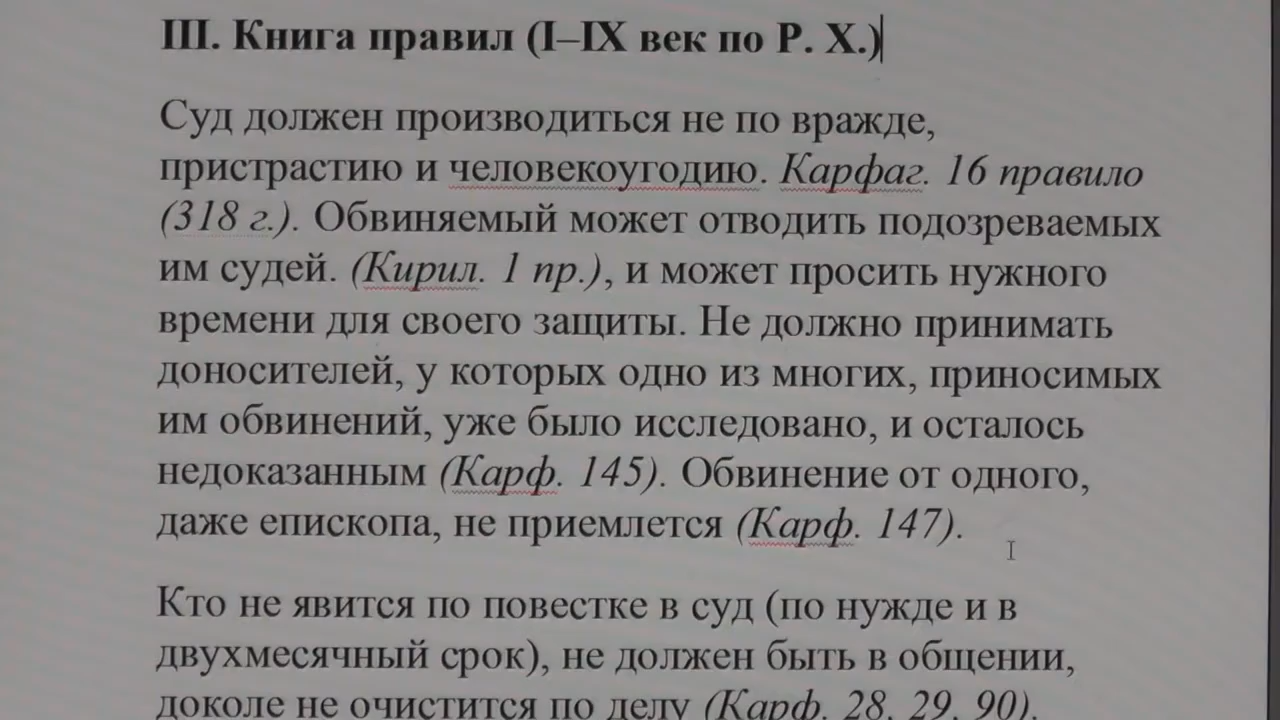 III. Книга правил (I–IX век по Р. Х.)
Суд должен производиться не по вражде,
пристрастию и человекоугодию. Карфаг. 16 правило
(318 г.). Обвиняемый может отводить подозреваемых
им судей. (Кирил. 1 пр.), и может просить нужного
времени для своего защиты. Не должно принимать
доносителей, у которых одно из многих, приносимых
им обвинений, уже было исследовано, и осталось
недоказанным (Карф. 145). Обвинение от одного,
даже епископа, не приемлется (Карф. 147).
Кто не явится по повестке в суд (по нужде и в
двухмесячный срок), не должен быть в общении,
доколе не очистится по делу (Карф. 28, 29, 90).